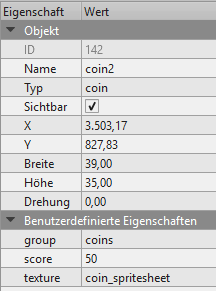 Eigenschaft Wert
Objekt
ID 142
Name coin2
Typ coin
Sichtbar
X 3.503,17
Y 827,83
Breite 39,00
Höhe 35,00
Drehung 0,00
Benutzerdefinierte Eigenschaften
group coins
score 50
texture coin_spritesheet